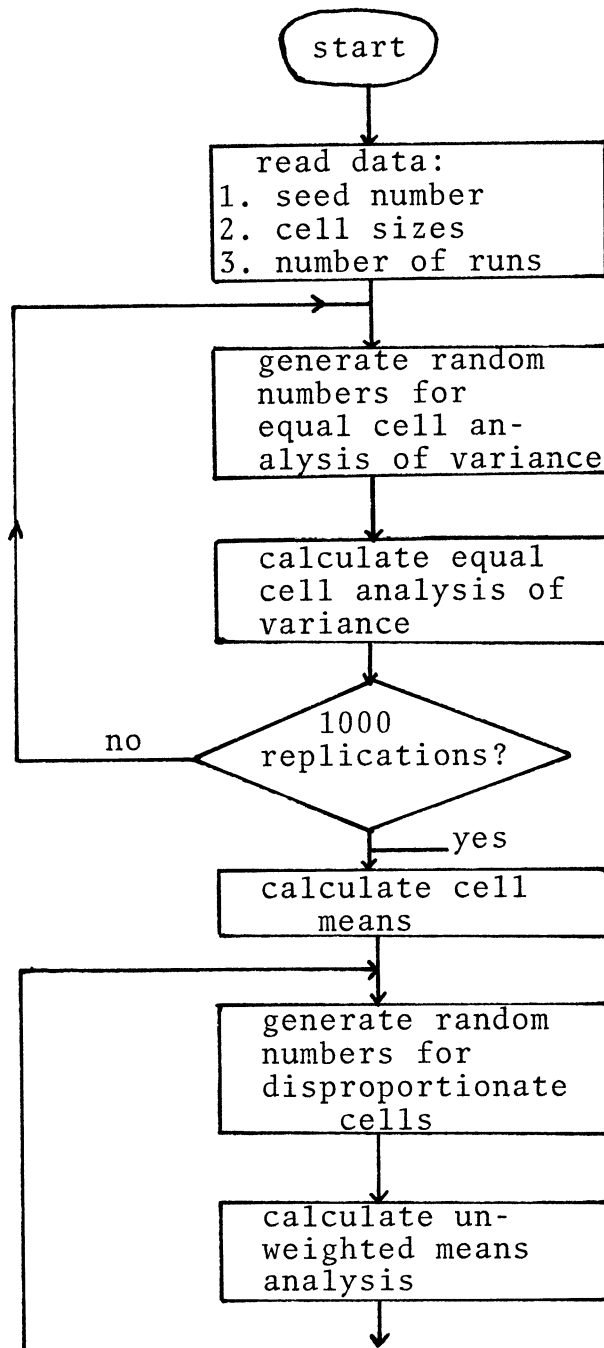 start
read data:
1. seed number
2. cell sizes
3. number of runs
generate random
numbers for
equal cell an-
alysis of variance
calculate equal
cell analysis of
variance
1000
replications?
no
yes
calculate cell
means
generate random
numbers for
disproportionate
cells
calculate un-
weighted means
analysis